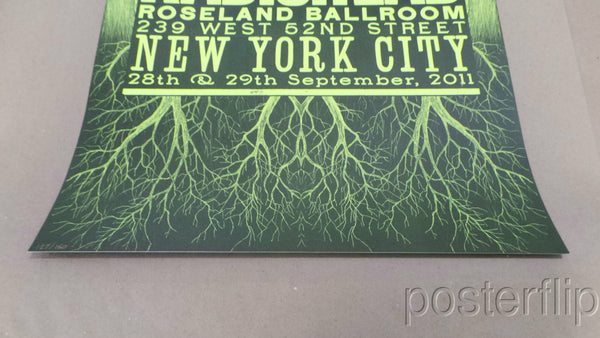 ROSELAND BALLROOM
239 WEST 52ND STREET
NEW YORK CITY
28th @ 29th September, 2011
posterflip